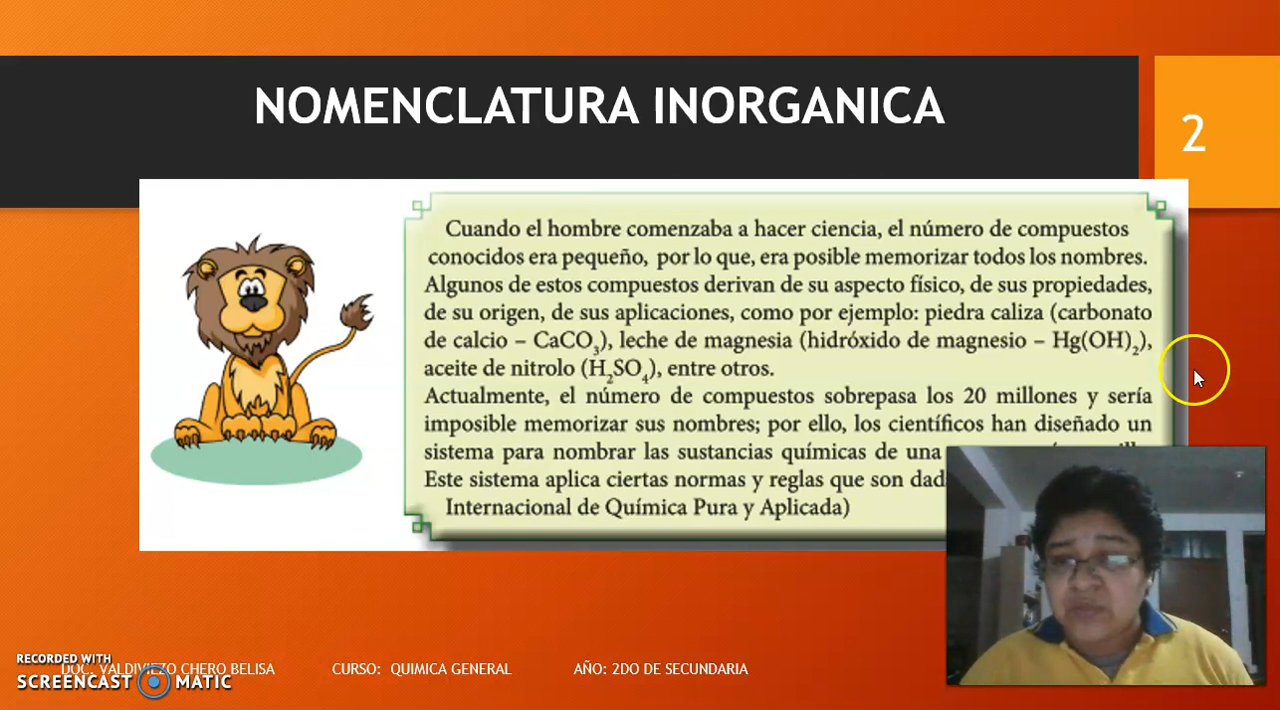 NOMENCLATURA INORGANICA
2
Cuando el hombre comenzaba a hacer ciencia, el número de compuestos
conocidos era pequeño, por lo que, era posible memorizar todos los nombres.
Algunos de estos compuestos derivan de su aspecto físico, de sus propiedades,
de su origen, de sus aplicaciones, como por ejemplo: piedra caliza (carbonato
de calcio – CaCO₃), leche de magnesia (hidróxido de magnesio – Hg(OH)₂),
aceite de nitrolo (H₂SO₄), entre otros.
Actualmente, el número de compuestos sobrepasa los 20 millones y sería
imposible memorizar sus nombres; por ello, los científicos han diseñado un
sistema para nombrar las sustancias químicas de una
Este sistema aplica ciertas normas y reglas que son
Internacional de Química Pura y Aplicada)
RECORDED WITH
SCREENCAST MATIC
DOC: VALDIVIEZO CHERO BELISA CURSO: QUIMICA GENERAL AÑO: 2DO DE SECUNDARIA